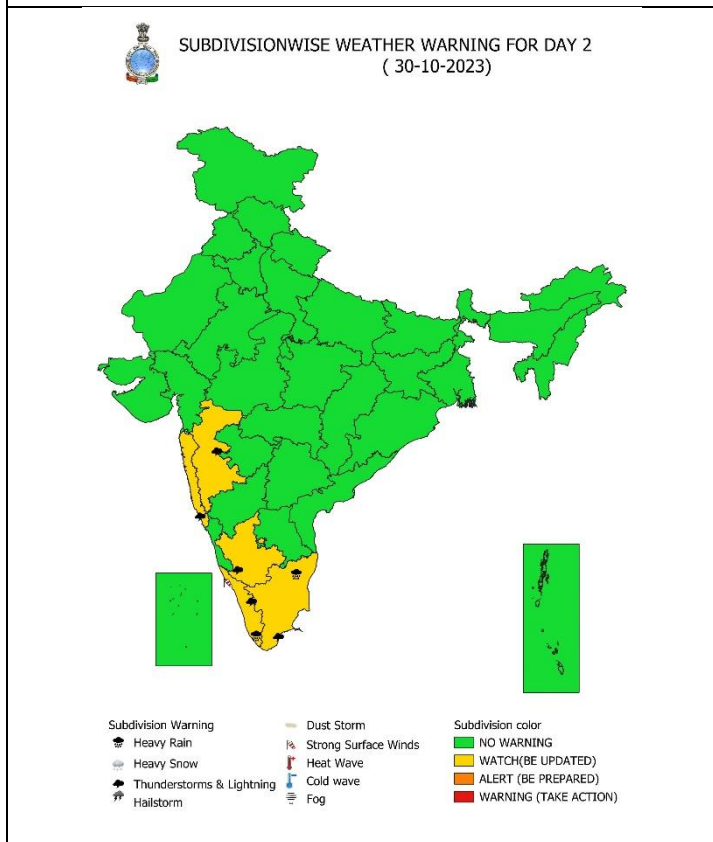 SUBDIVISIONWISE WEATHER WARNING FOR DAY 2
( 30-10-2023)
Subdivision Warning
Heavy Rain
Heavy Snow
Thunderstorms & Lightning
Hailstorm
Dust Storm
Strong Surface Winds
Heat Wave
Cold wave
Fog
Subdivision color
NO WARNING
WATCH(BE UPDATED)
ALERT (BE PREPARED)
WARNING (TAKE ACTION)